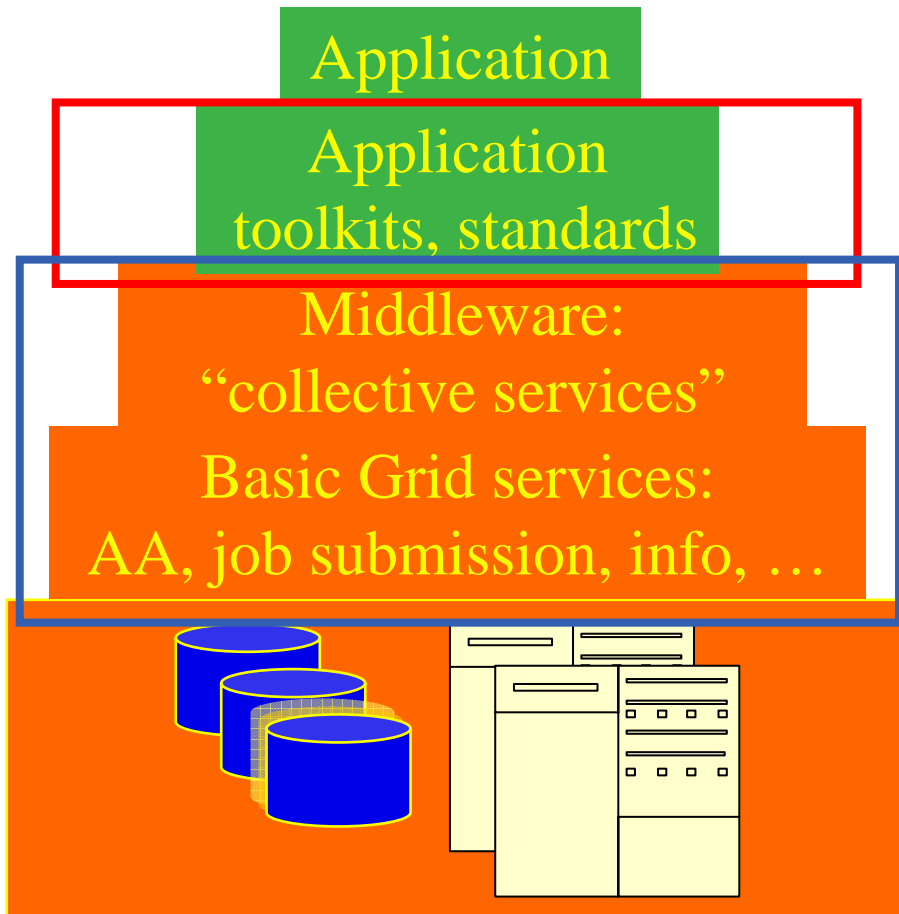 Application
Application
toolkits, standards
Middleware:
“collective services”
Basic Grid services:
AA, job submission, info, …